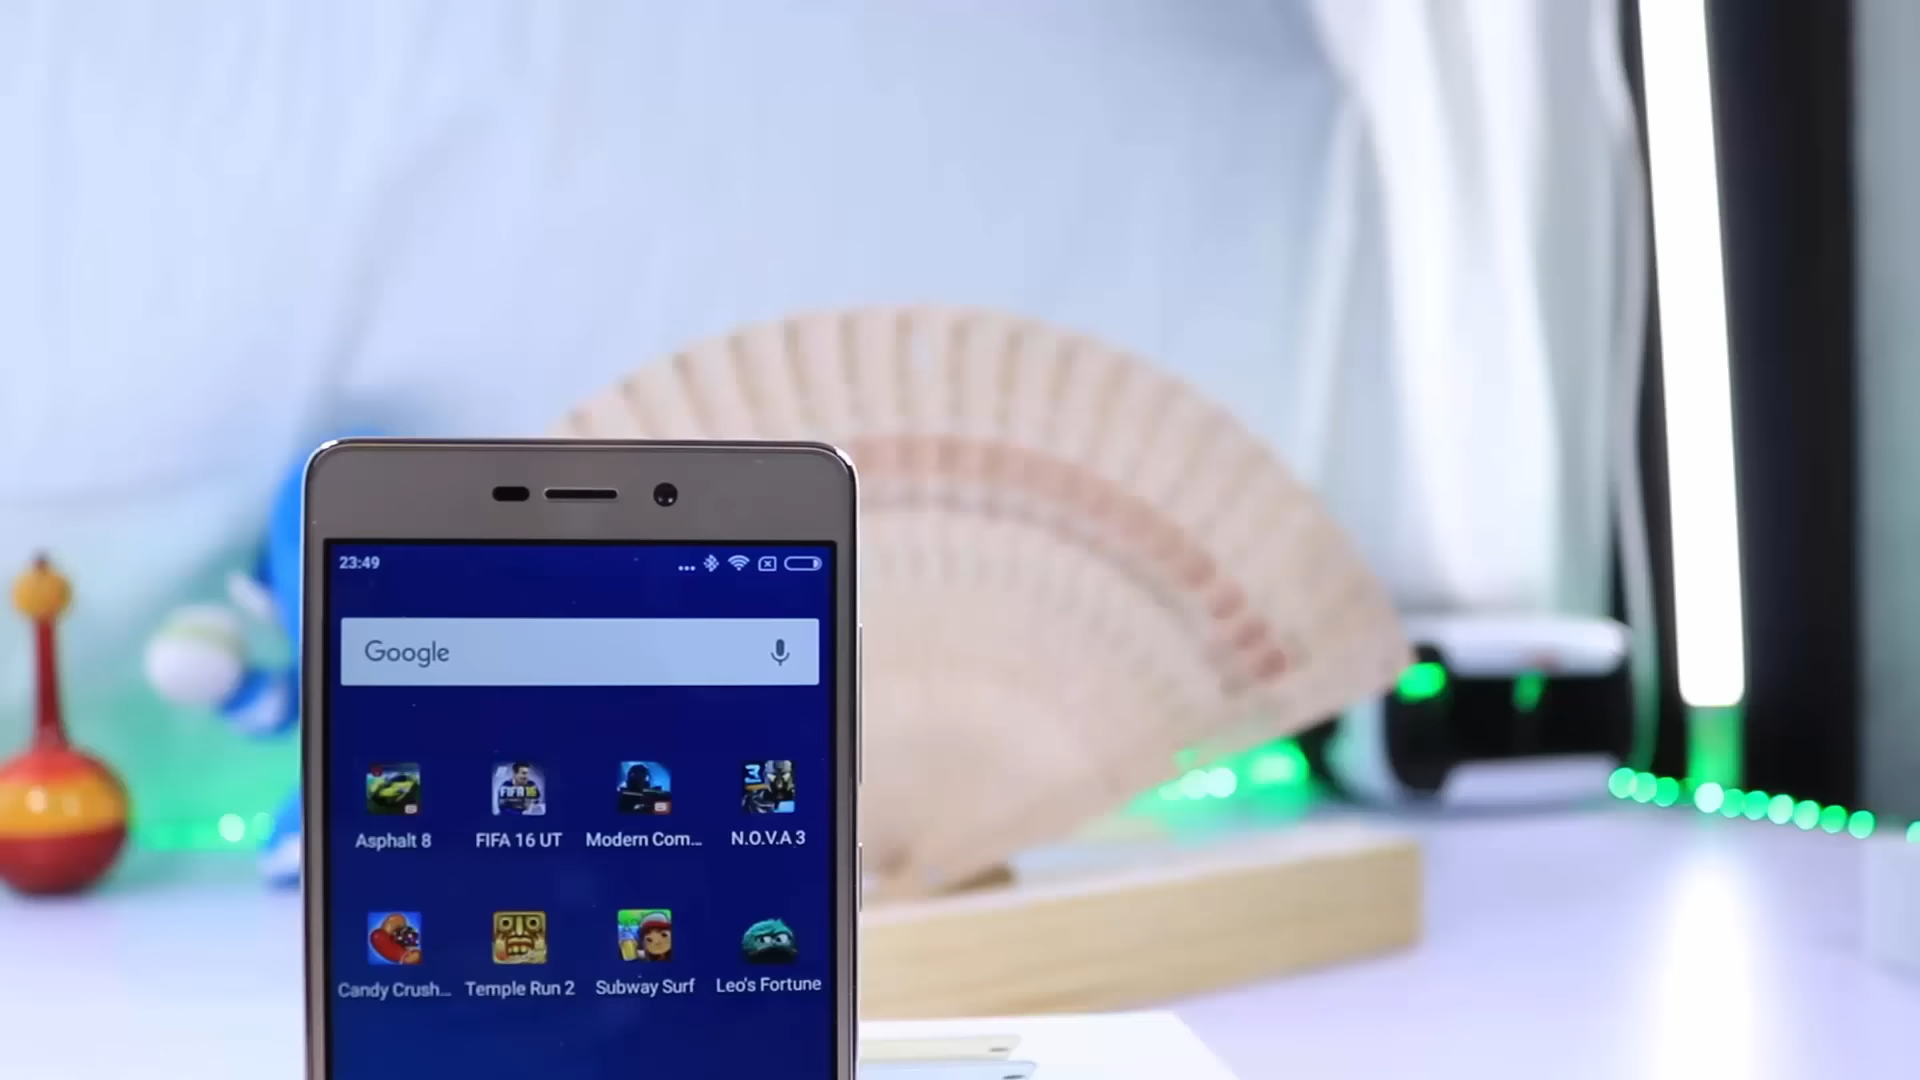 23:49
Google
Asphalt 8 FIFA 16 UT Modern Com... N.O.V.A 3
Candy Crush... Temple Run 2 Subway Surf Leo's Fortune